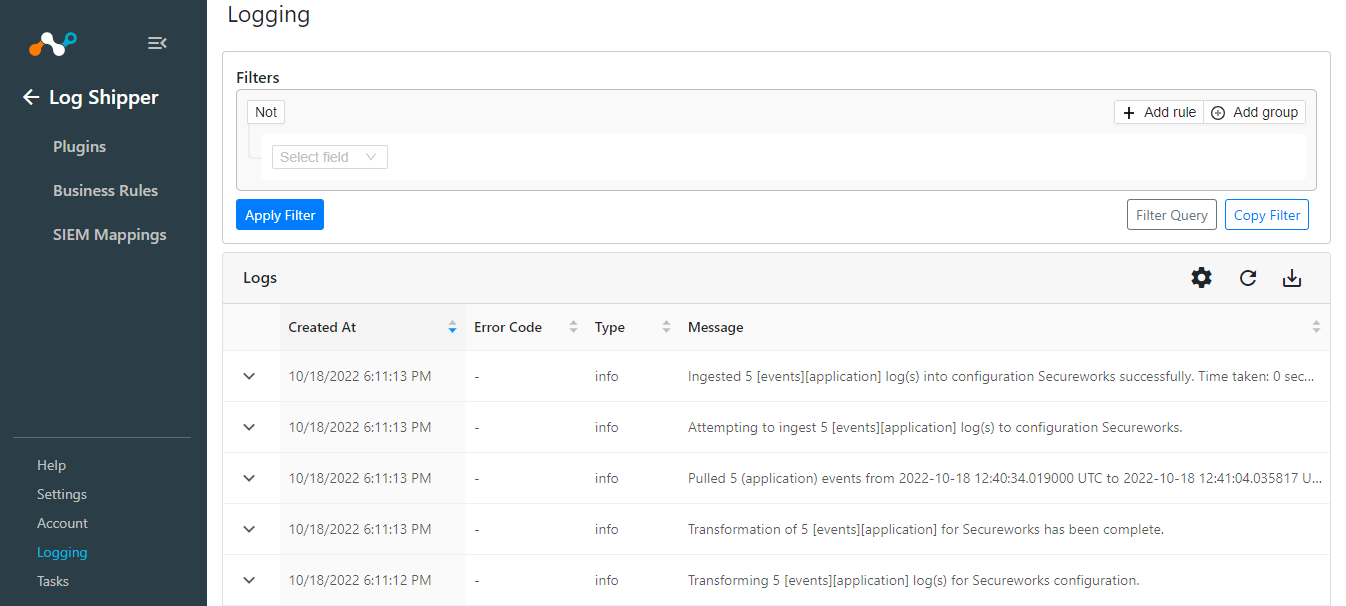 Logging
Log Shipper
Plugins
Business Rules
SIEM Mappings
Help
Settings
Account
Logging
Tasks
Filters
Not
Add rule Add group
Select field
Apply Filter Filter Query Copy Filter
Logs
Created At Error Code Type Message
10/18/2022 6:11:13 PM - info Ingested 5 [events][application] log(s) into configuration Secureworks successfully. Time taken: 0 sec...
10/18/2022 6:11:13 PM - info Attempting to ingest 5 [events][application] log(s) to configuration Secureworks.
10/18/2022 6:11:13 PM - info Pulled 5 (application) events from 2022-10-18 12:40:34.019000 UTC to 2022-10-18 12:41:04.035817 U...
10/18/2022 6:11:13 PM - info Transformation of 5 [events][application] for Secureworks has been complete.
10/18/2022 6:11:12 PM - info Transforming 5 [events][application] log(s) for Secureworks configuration.